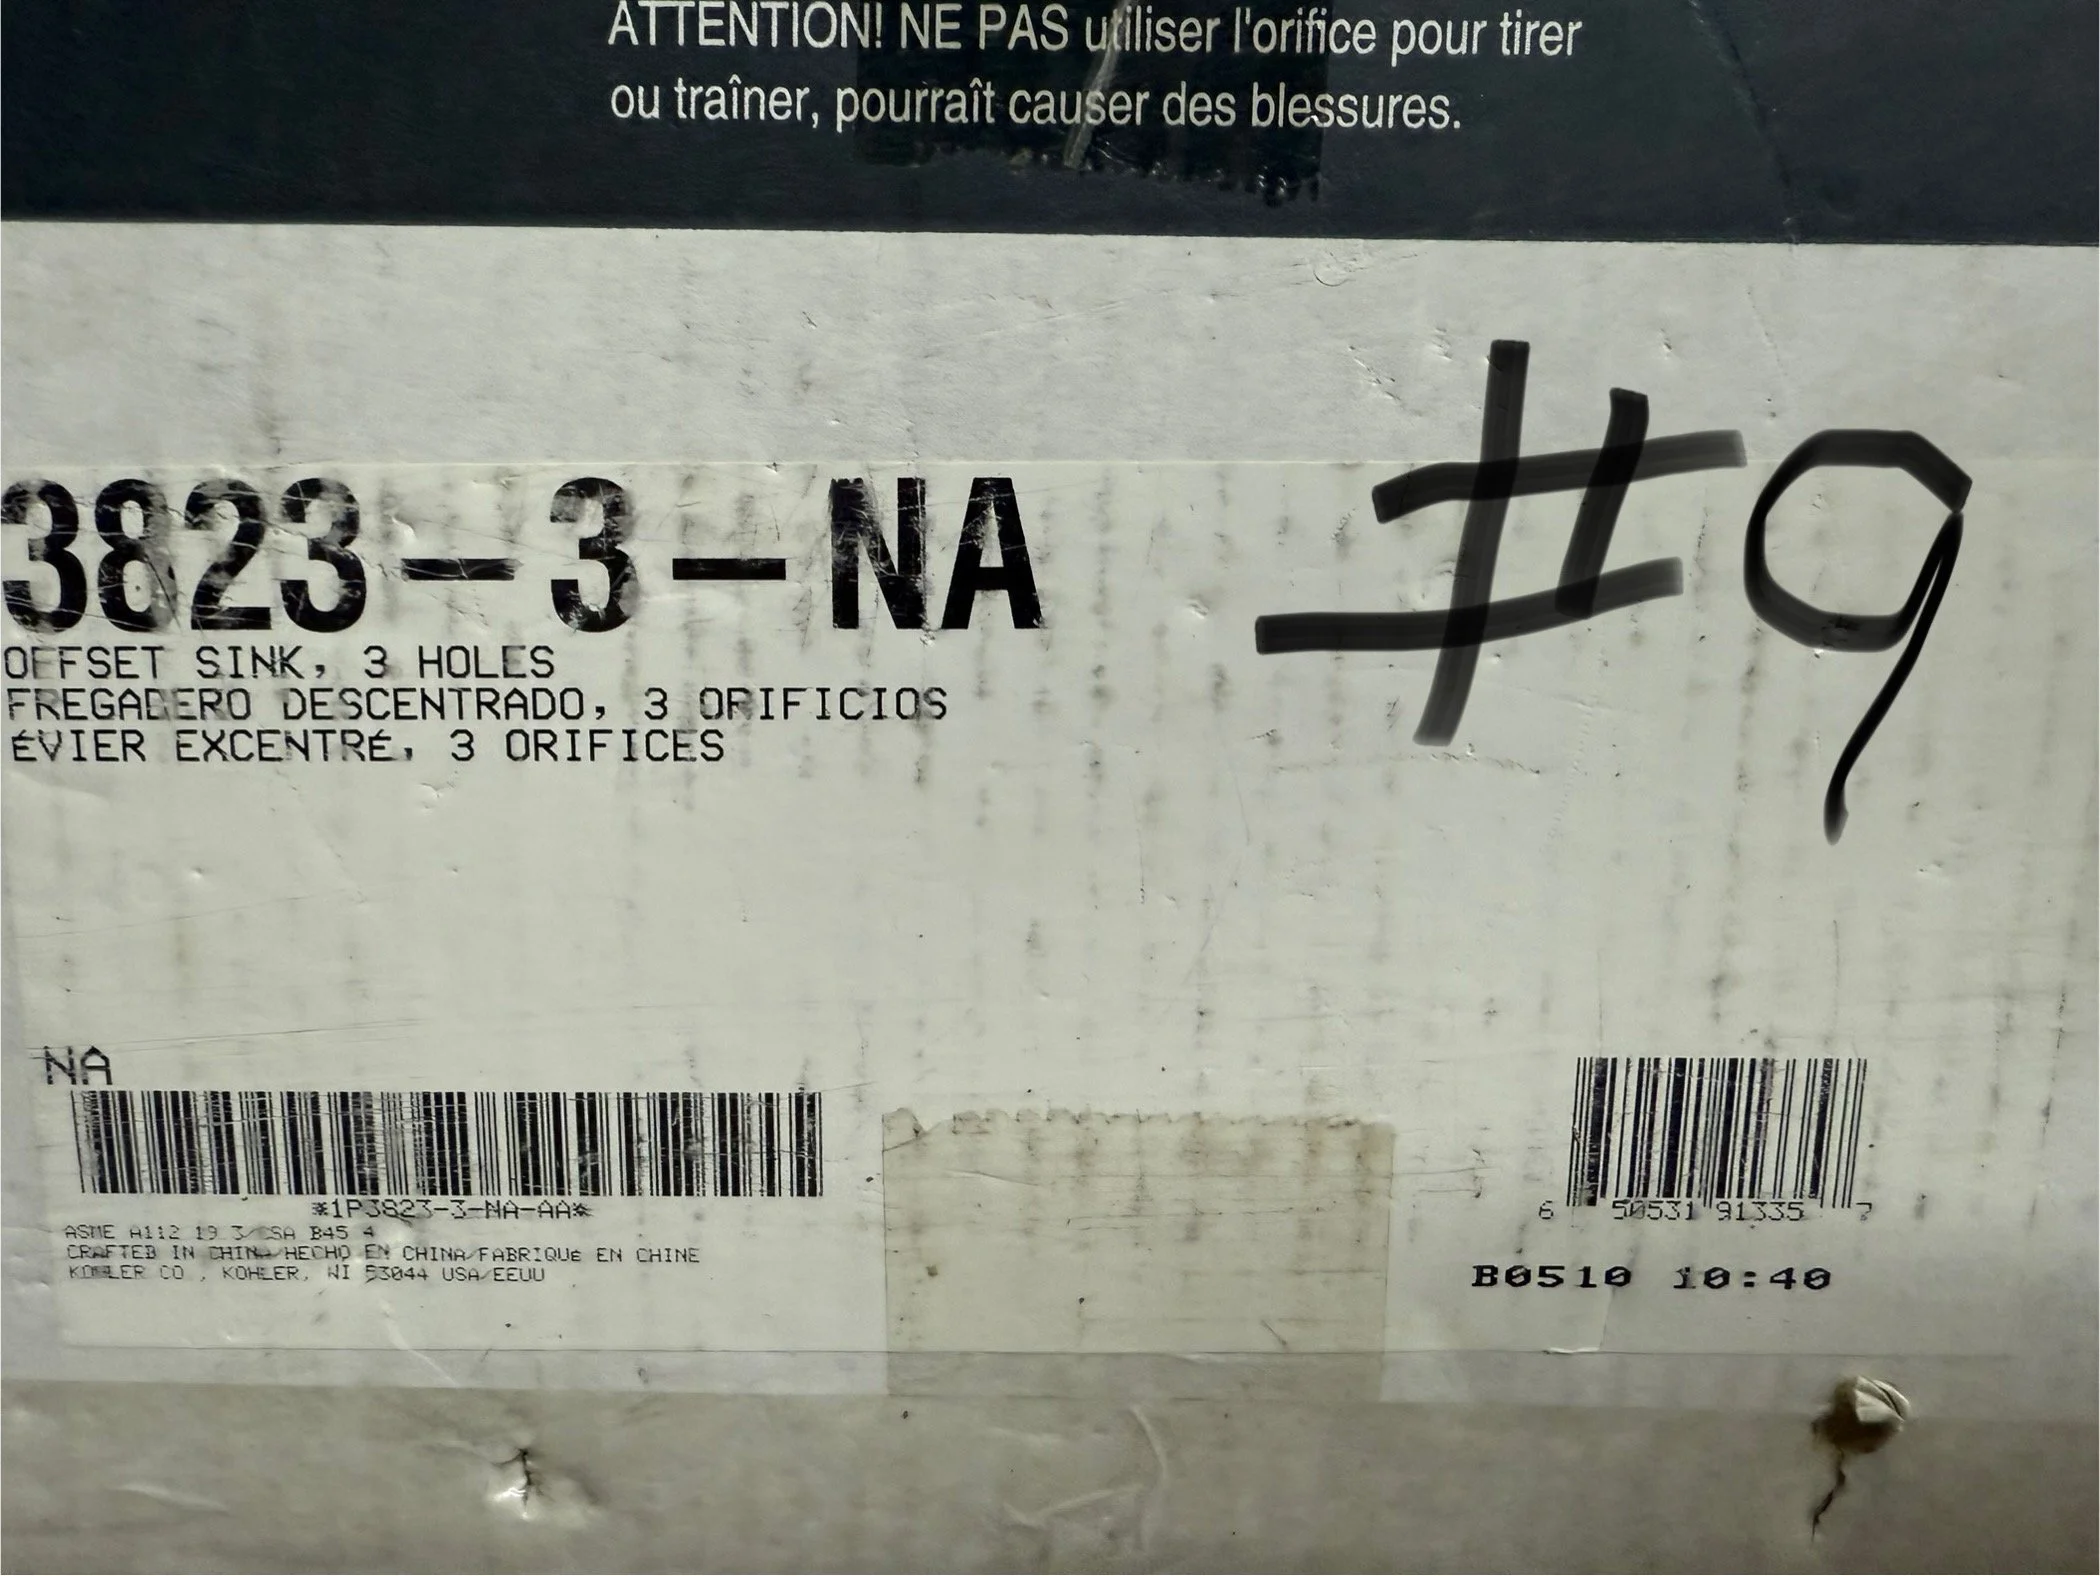 ATTENTION! NE PAS utiliser l'orifice pour tirer
ou traîner, pourraît causer des blessures.
#9
3823-3-NA
OFFSET SINK, 3 HOLES
FREGADERO DESCENTRADO, 3 ORIFICIOS
ÉVIER EXCENTRÉ, 3 ORIFICES
NA
*1P3823-3-NA-AA*
ASME A112 19 3/CSA B45 4
CRAFTED IN CHINA/HECHO EN CHINA/FABRIQUÉ EN CHINE
KOHLER CO , KOHLER, WI 53044 USA/EEUU
6 50531 91335 7
B0510 10:40